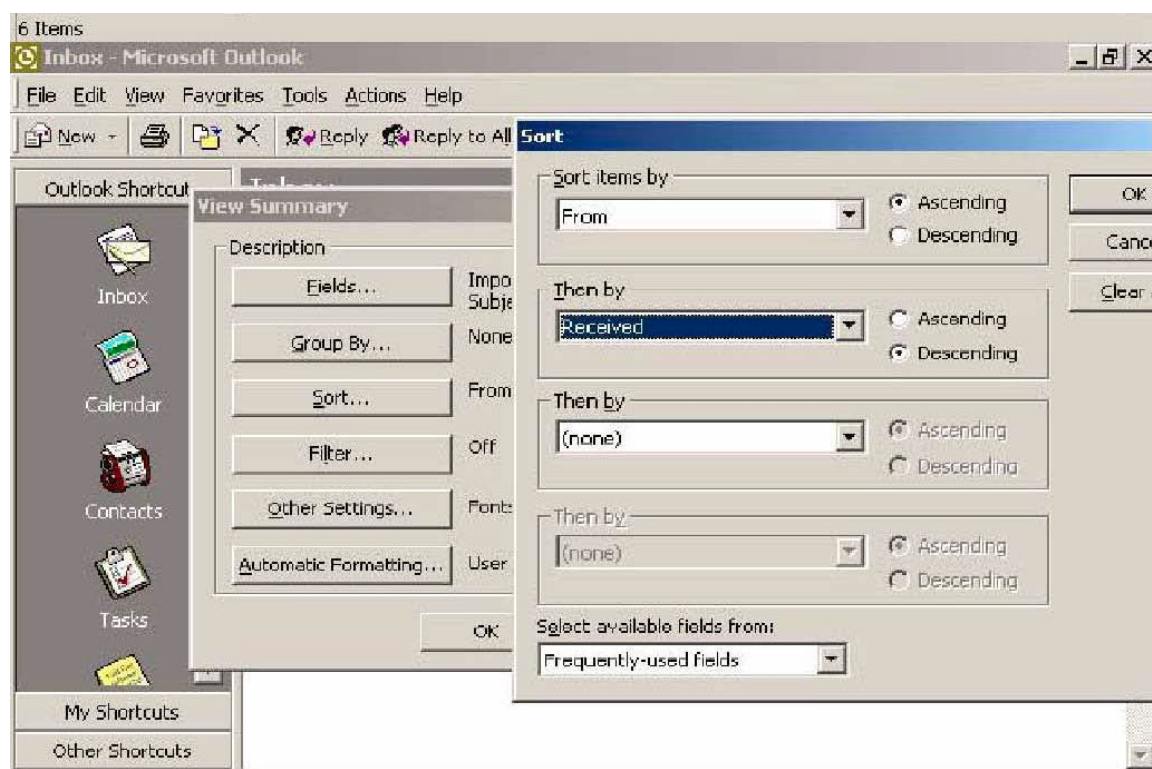 6 Items
Inbox - Microsoft Outlook
File Edit View Favorites Tools Actions Help
New Reply Reply to All
Sort
Outlook Shortcut
View Summary
Sort items by
From
Ascending
Descending
OK
Description
Fields...
Impo
Subje
Cance
Then by
Received
Ascending
Descending
Clear
Inbox
Group By...
None
Calendar
Sort...
From
Then by
(none)
Ascending
Descending
Filter...
Off
Contacts
Other Settings...
Font:
Then by
(none)
Ascending
Descending
Automatic Formatting...
User
Tasks
OK
Select available fields from:
Frequently-used fields
My Shortcuts
Other Shortcuts